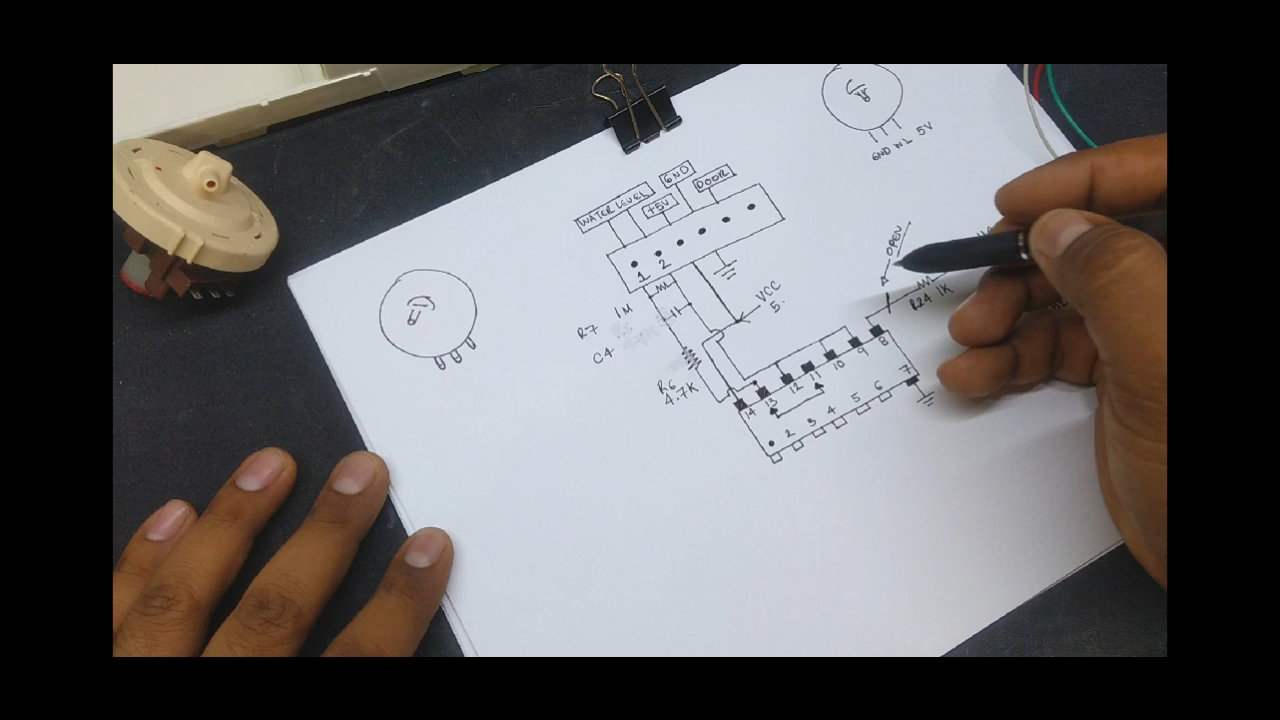 GND WL 5V
WATER LEVEL
+5V
GND
DOOR
1 2
R7 1M
C4
VCC
5.
R6
4.7K
OPEN
R24 1K
14 13 12 11 10 9 8
2 3 4 5 6 7